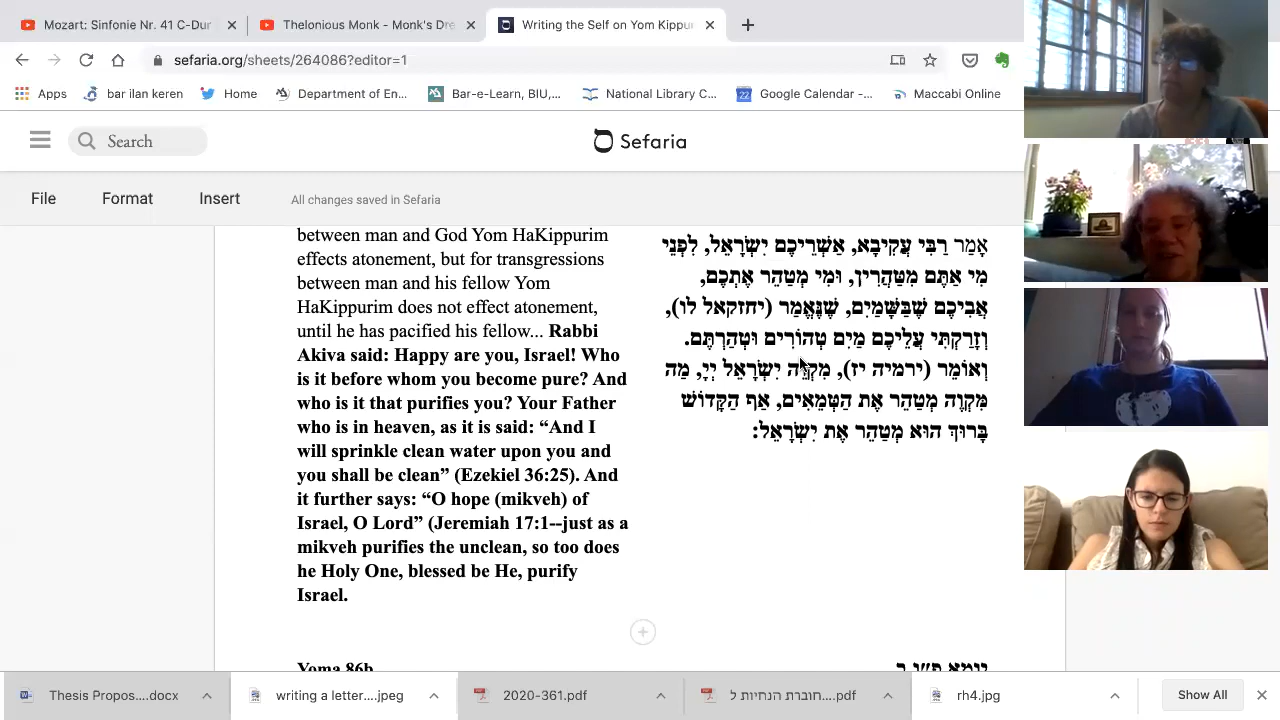 Mozart: Sinfonie Nr. 41 C-Dur
Thelonious Monk - Monk's Dre
Writing the Self on Yom Kippur
sefaria.org/sheets/264086?editor=1
Apps
bar ilan keren
Home
Department of En...
Bar-e-Learn, BIU,...
National Library C...
Google Calendar -...
Maccabi Online
Search
Sefaria
File
Format
Insert
All changes saved in Sefaria
between man and God Yom HaKippurim
effects atonement, but for transgressions
between man and his fellow Yom
HaKippurim does not effect atonement,
until he has pacified his fellow... Rabbi
Akiva said: Happy are you, Israel! Who
is it before whom you become pure? And
who is it that purifies you? Your Father
who is in heaven, as it is said: “And I
will sprinkle clean water upon you and
you shall be clean” (Ezekiel 36:25). And
it further says: “O hope (mikveh) of
Israel, O Lord” (Jeremiah 17:1--just as a
mikveh purifies the unclean, so too does
he Holy One, blessed be He, purify
Israel.
אָמַר רַבִּי עֲקִיבָא, אַשְׁרֵיכֶם יִשְׂרָאֵל, לִפְנֵי
מִי אַתֶּם מִטַּהֲרִין, וּמִי מְטַהֵר אֶתְכֶם,
אֲבִיכֶם שֶׁבַּשָּׁמַיִם, שֶׁנֶּאֱמַר (יחזקאל לו),
וְזָרַקְתִּי עֲלֵיכֶם מַיִם טְהוֹרִים וּטְהַרְתֶּם.
וְאוֹמֵר (ירמיה יז), מִקְוֵה יִשְׂרָאֵל יְיָ, מַה
מִּקְוֶה מְטַהֵר אֶת הַטְּמֵאִים, אַף הַקָּדוֹשׁ
בָּרוּךְ הוּא מְטַהֵר אֶת יִשְׂרָאֵל:
Yoma 86b
יומא פ"ו ב
Thesis Propos....docx
writing a letter....jpeg
2020-361.pdf
חוברת הנחיות ל....pdf
rh4.jpg
Show All